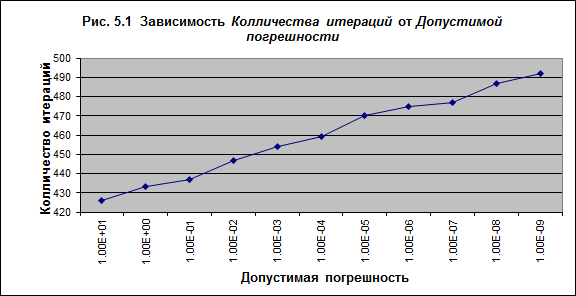 Рис. 5.1 Зависимость Колличества итераций от Допустимой
погрешности
Колличество итераций
500
490
480
470
460
450
440
430
420
1.00E+01
1.00E+00
1.00E-01
1.00E-02
1.00E-03
1.00E-04
1.00E-05
1.00E-06
1.00E-07
1.00E-08
1.00E-09
Допустимая погрешность